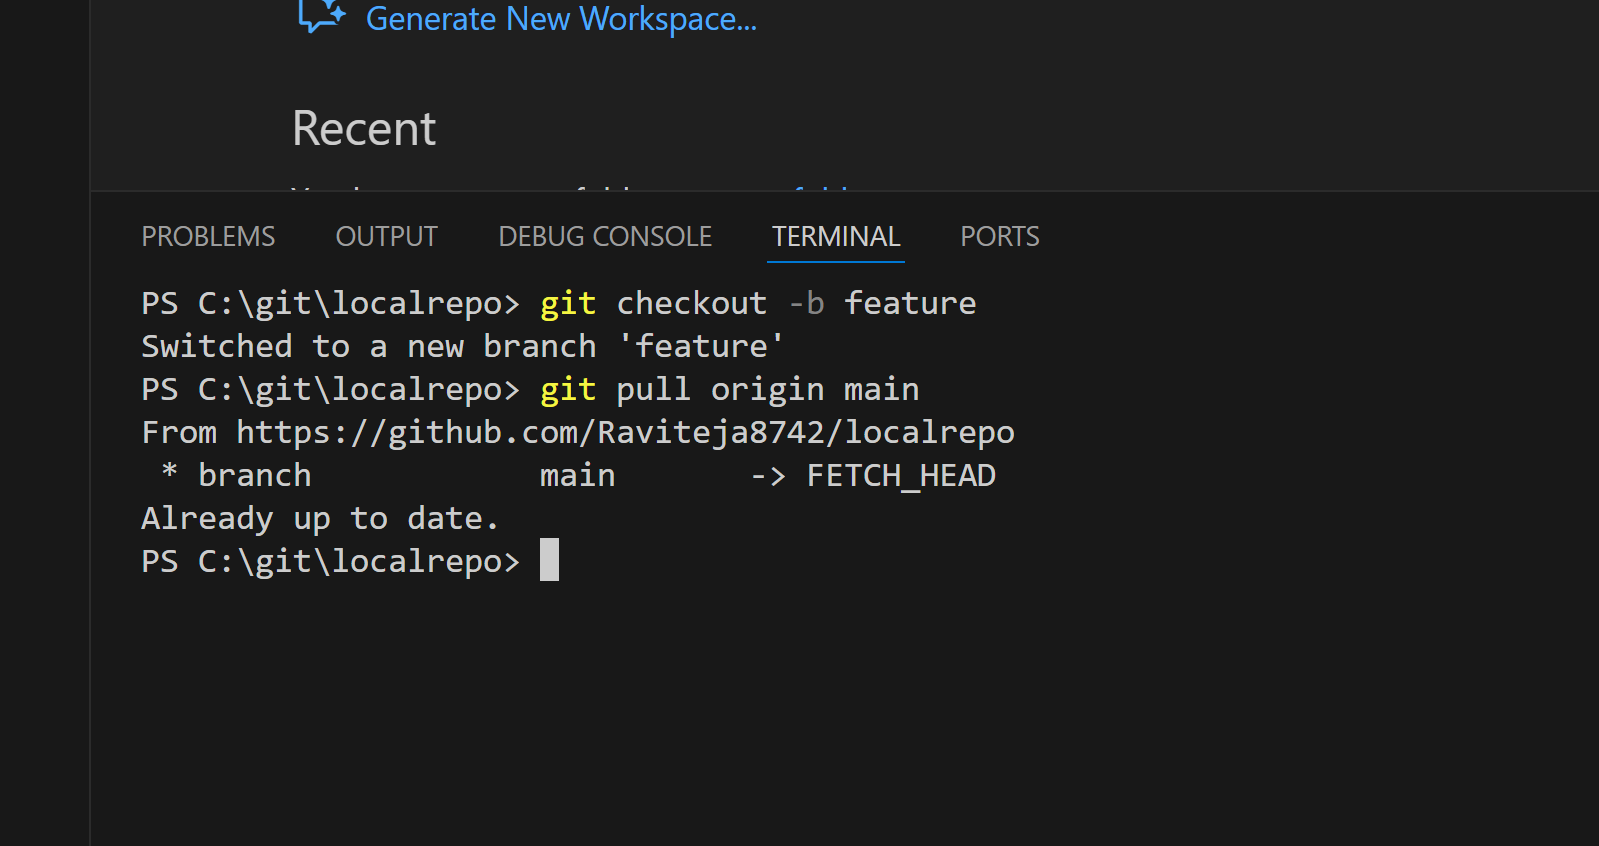 Generate New Workspace...
Recent
PROBLEMS OUTPUT DEBUG CONSOLE TERMINAL PORTS
PS C:\git\localrepo> git checkout -b feature
Switched to a new branch 'feature'
PS C:\git\localrepo> git pull origin main
From https://github.com/Raviteja8742/localrepo
 * branch            main       -> FETCH_HEAD
Already up to date.
PS C:\git\localrepo>